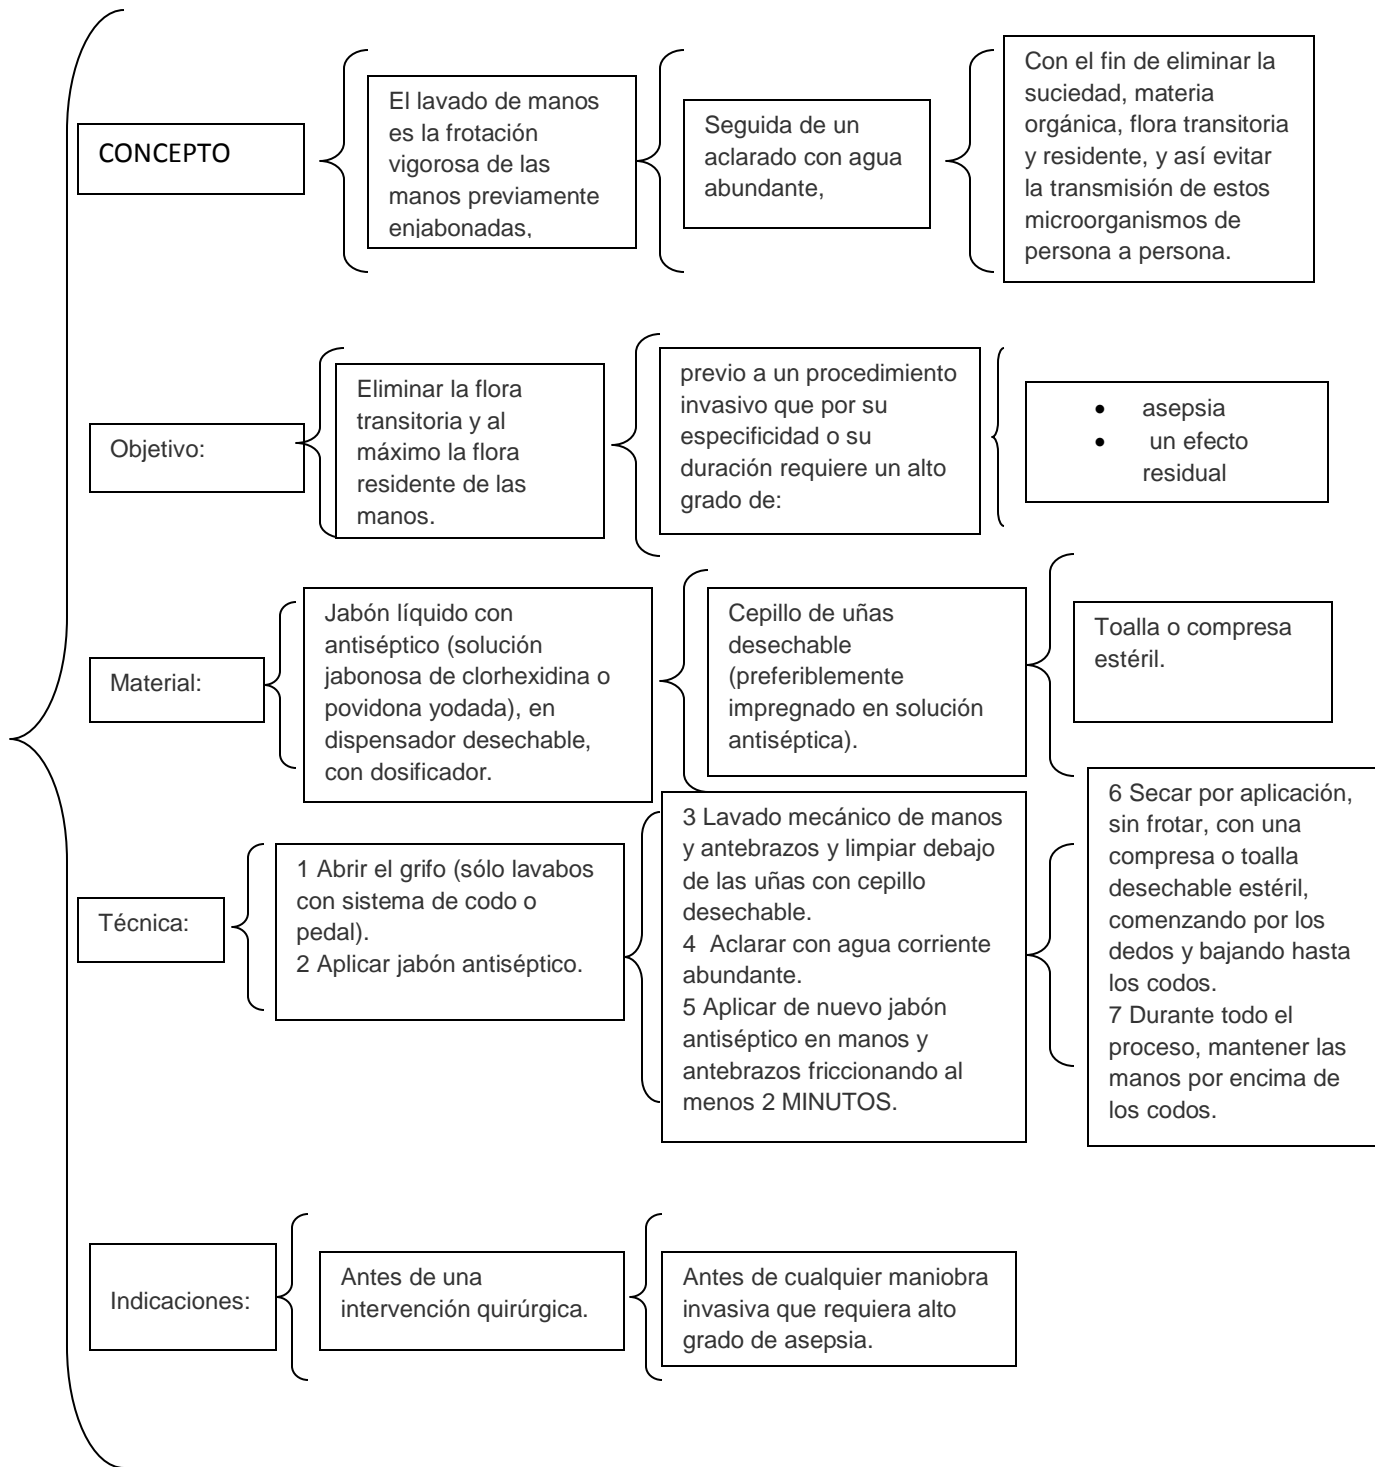 CONCEPTO
El lavado de manos
es la frotación
vigorosa de las
manos previamente
enjabonadas,
Seguida de un
aclarado con agua
abundante,
Con el fin de eliminar la
suciedad, materia
orgánica, flora transitoria
y residente, y así evitar
la transmisión de estos
microorganismos de
persona a persona.
Objetivo:
Eliminar la flora
transitoria y al
máximo la flora
residente de las
manos.
previo a un procedimiento
invasivo que por su
especificidad o su
duración requiere un alto
grado de:
• asepsia
• un efecto
residual
Material:
Jabón líquido con
antiséptico (solución
jabonosa de clorhexidina o
povidona yodada), en
dispensador desechable,
con dosificador.
Cepillo de uñas
desechable
(preferiblemente
impregnado en solución
antiséptica).
Toalla o compresa
estéril.
Técnica:
1 Abrir el grifo (sólo lavabos
con sistema de codo o
pedal).
2 Aplicar jabón antiséptico.
3 Lavado mecánico de manos
y antebrazos y limpiar debajo
de las uñas con cepillo
desechable.
4 Aclarar con agua corriente
abundante.
5 Aplicar de nuevo jabón
antiséptico en manos y
antebrazos friccionando al
menos 2 MINUTOS.
6 Secar por aplicación,
sin frotar, con una
compresa o toalla
desechable estéril,
comenzando por los
dedos y bajando hasta
los codos.
7 Durante todo el
proceso, mantener las
manos por encima de
los codos.
Indicaciones:
Antes de una
intervención quirúrgica.
Antes de cualquier maniobra
invasiva que requiera alto
grado de asepsia.